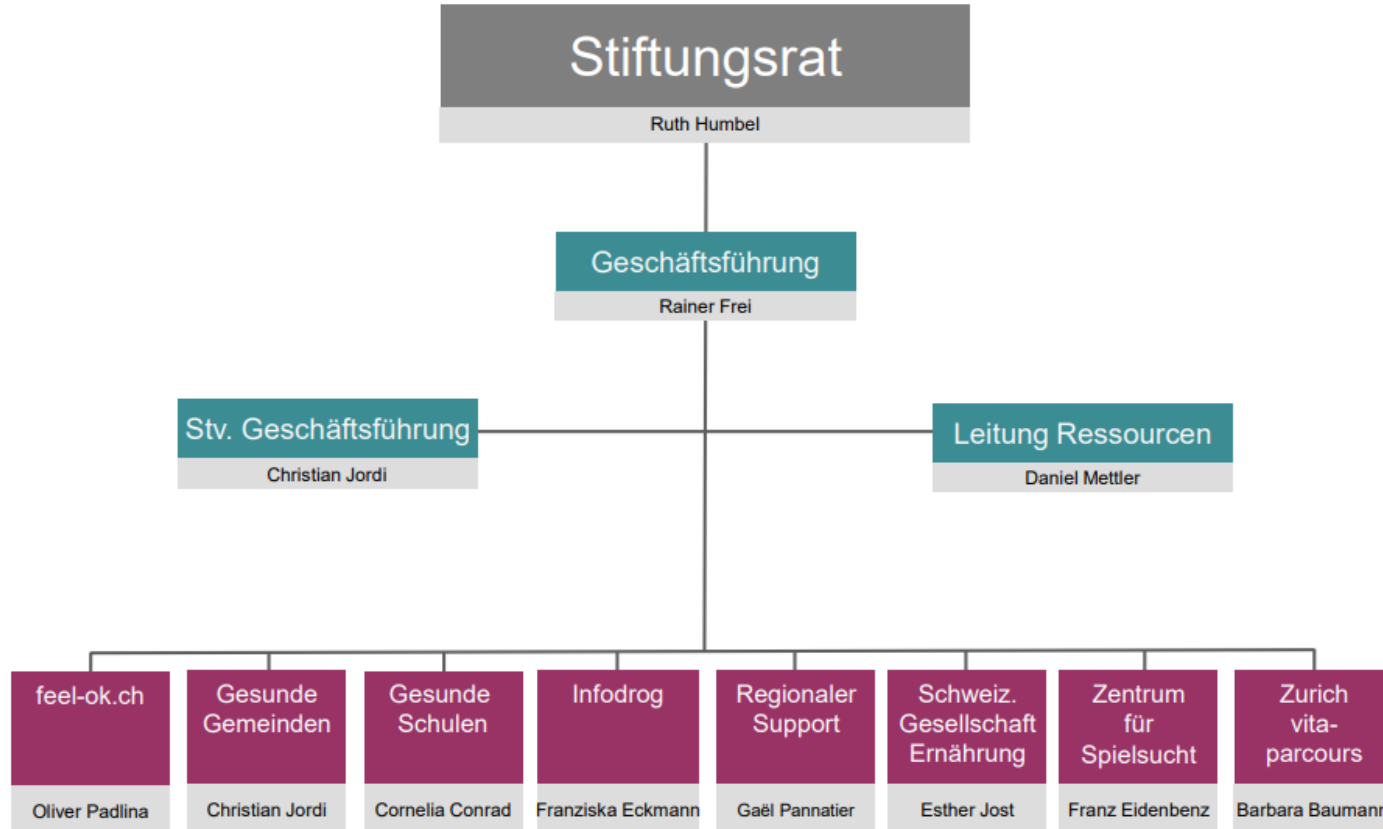 Stiftungsrat
Ruth Humbel
Geschäftsführung
Rainer Frei
Stv. Geschäftsführung
Christian Jordi
Leitung Ressourcen
Daniel Mettler
feel-ok.ch
Oliver Padlina
Gesunde
Gemeinden
Christian Jordi
Gesunde
Schulen
Cornelia Conrad
Infodrog
Franziska Eckmann
Regionaler
Support
Gaël Pannatier
Schweiz.
Gesellschaft
Ernährung
Esther Jost
Zentrum
für
Spielsucht
Franz Eidenbenz
Zurich
vita-
parcours
Barbara Baumann